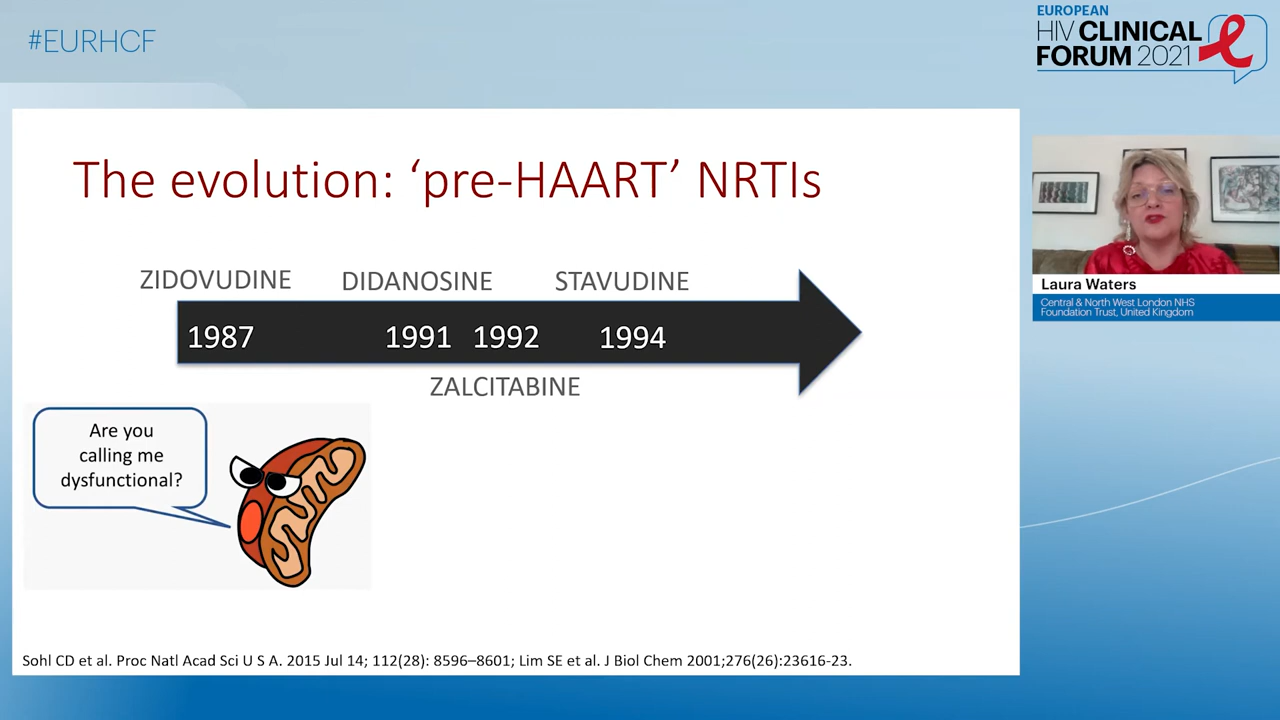 #EURHCF
EUROPEAN
HIV CLINICAL
FORUM 2021
The evolution: ‘pre-HAART’ NRTIs
ZIDOVUDINE DIDANOSINE STAVUDINE
1987 1991 1992 1994
ZALCITABINE
Are you
calling me
dysfunctional?
Sohl CD et al. Proc Natl Acad Sci U S A. 2015 Jul 14; 112(28): 8596–8601; Lim SE et al. J Biol Chem 2001;276(26):23616-23.
Laura Waters
Central & North West London NHS
Foundation Trust, United Kingdom